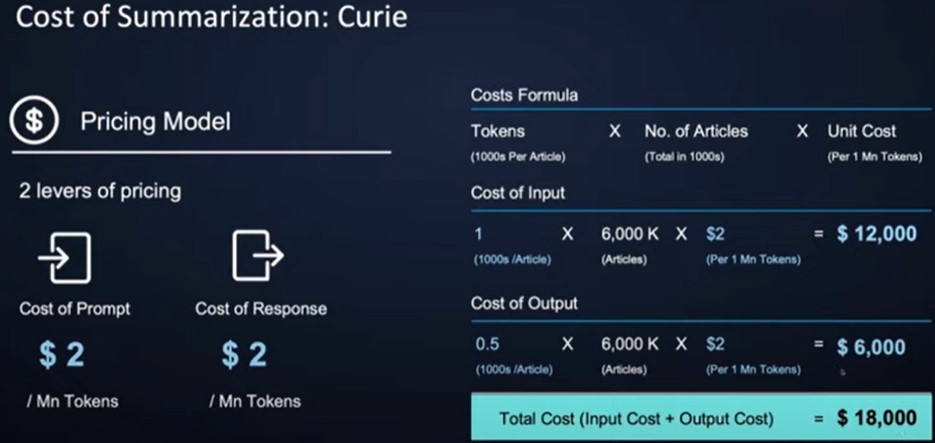 Cost of Summarization: Curie
$ Pricing Model
2 levers of pricing
Cost of Prompt Cost of Response
$ 2 $ 2
/ Mn Tokens / Mn Tokens
Costs Formula
Tokens X No. of Articles X Unit Cost
(1000s Per Article) (Total in 1000s) (Per 1 Mn Tokens)
Cost of Input
1 X 6,000 K X $2 = $ 12,000
(1000s /Article) (Articles) (Per 1 Mn Tokens)
Cost of Output
0.5 X 6,000 K X $2 = $ 6,000
(1000s /Article) (Articles) (Per 1 Mn Tokens)
Total Cost (Input Cost + Output Cost) = $ 18,000